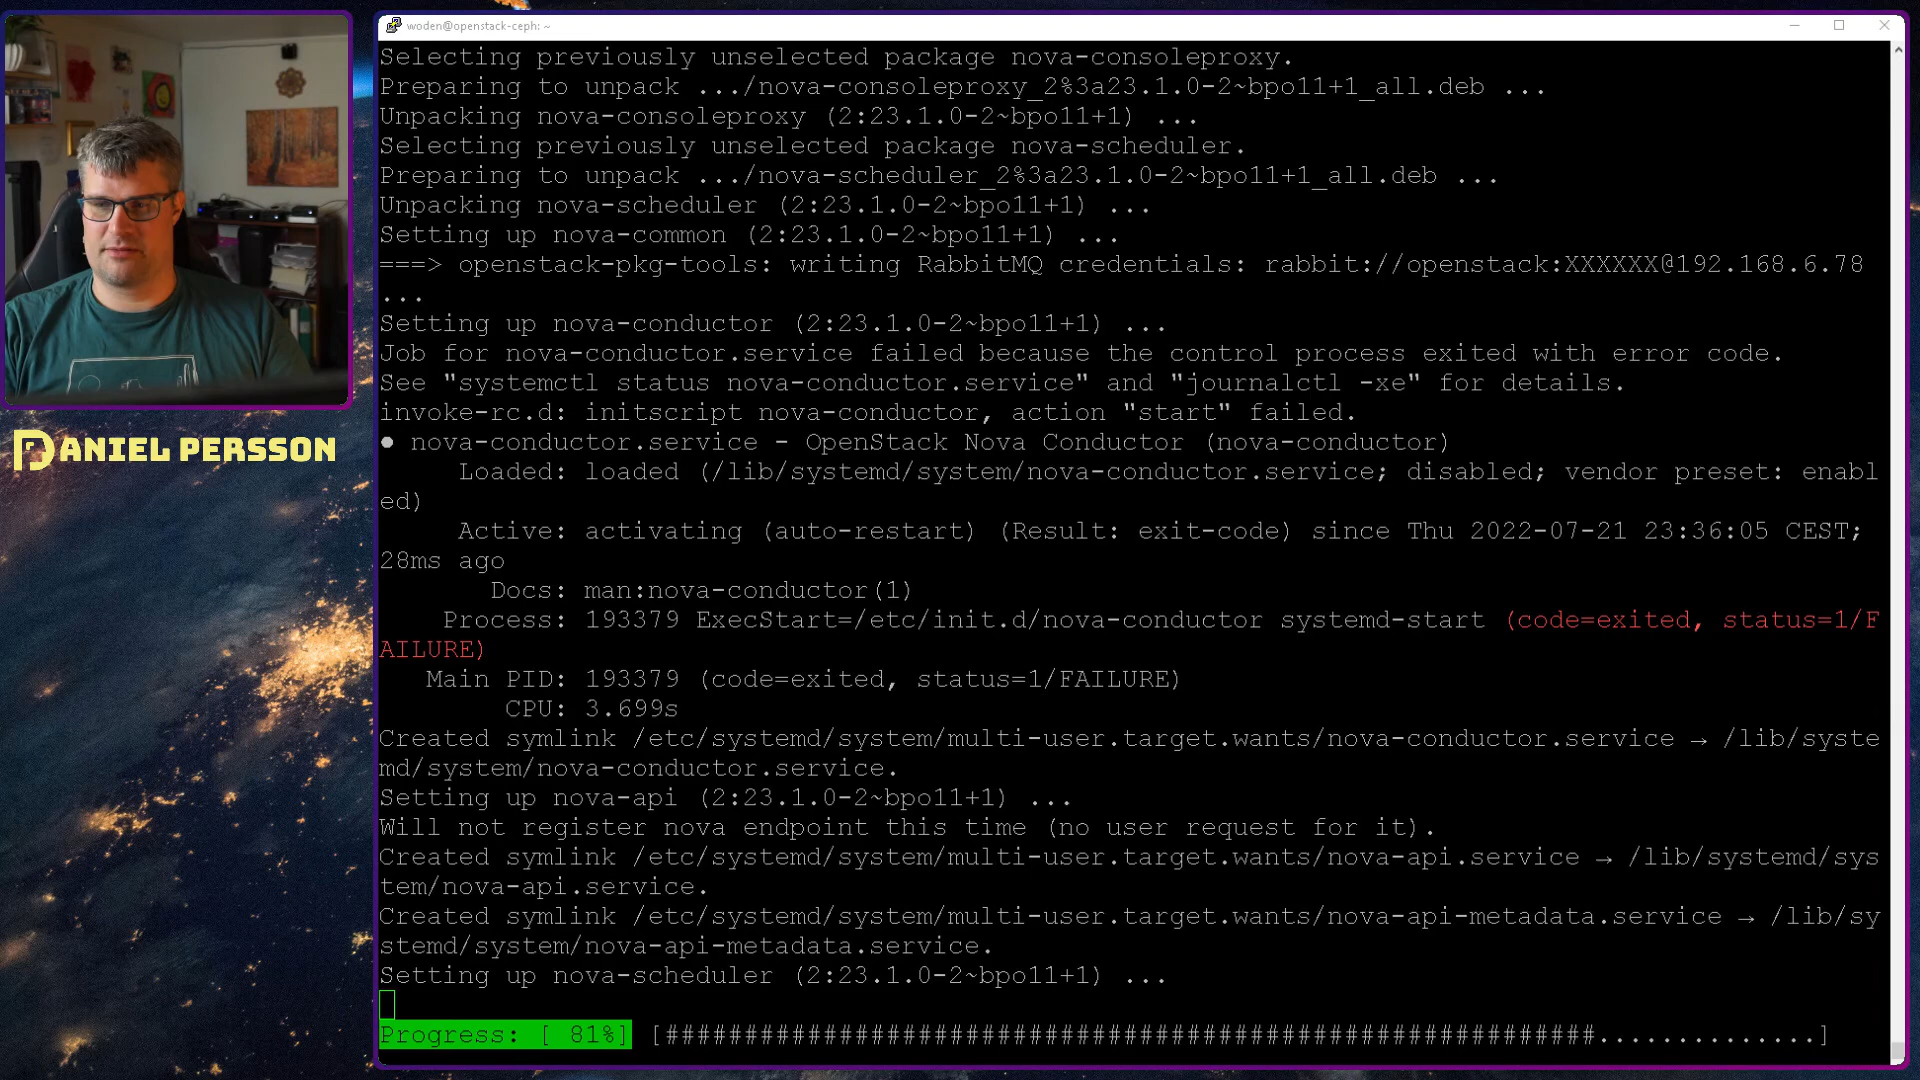 woden@openstack-ceph: ~
Selecting previously unselected package nova-consoleproxy.
Preparing to unpack .../nova-consoleproxy_2%3a23.1.0-2~bpo11+1_all.deb ...
Unpacking nova-consoleproxy (2:23.1.0-2~bpo11+1) ...
Selecting previously unselected package nova-scheduler.
Preparing to unpack .../nova-scheduler_2%3a23.1.0-2~bpo11+1_all.deb ...
Unpacking nova-scheduler (2:23.1.0-2~bpo11+1) ...
Setting up nova-common (2:23.1.0-2~bpo11+1) ...
===> openstack-pkg-tools: writing RabbitMQ credentials: rabbit://openstack:XXXXXX@192.168.6.78
...
Setting up nova-conductor (2:23.1.0-2~bpo11+1) ...
Job for nova-conductor.service failed because the control process exited with error code.
See "systemctl status nova-conductor.service" and "journalctl -xe" for details.
invoke-rc.d: initscript nova-conductor, action "start" failed.
● nova-conductor.service - OpenStack Nova Conductor (nova-conductor)
Loaded: loaded (/lib/systemd/system/nova-conductor.service; disabled; vendor preset: enabl
ed)
Active: activating (auto-restart) (Result: exit-code) since Thu 2022-07-21 23:36:05 CEST;
28ms ago
Docs: man:nova-conductor(1)
Process: 193379 ExecStart=/etc/init.d/nova-conductor systemd-start (code=exited, status=1/F
AILURE)
Main PID: 193379 (code=exited, status=1/FAILURE)
CPU: 3.699s
Created symlink /etc/systemd/system/multi-user.target.wants/nova-conductor.service → /lib/syste
md/system/nova-conductor.service.
Setting up nova-api (2:23.1.0-2~bpo11+1) ...
Will not register nova endpoint this time (no user request for it).
Created symlink /etc/systemd/system/multi-user.target.wants/nova-api.service → /lib/systemd/sys
tem/nova-api.service.
Created symlink /etc/systemd/system/multi-user.target.wants/nova-api-metadata.service → /lib/sy
stemd/system/nova-api-metadata.service.
Setting up nova-scheduler (2:23.1.0-2~bpo11+1) ...
Progress: [ 81%] [############################################################..............]
DANIEL PERSSON